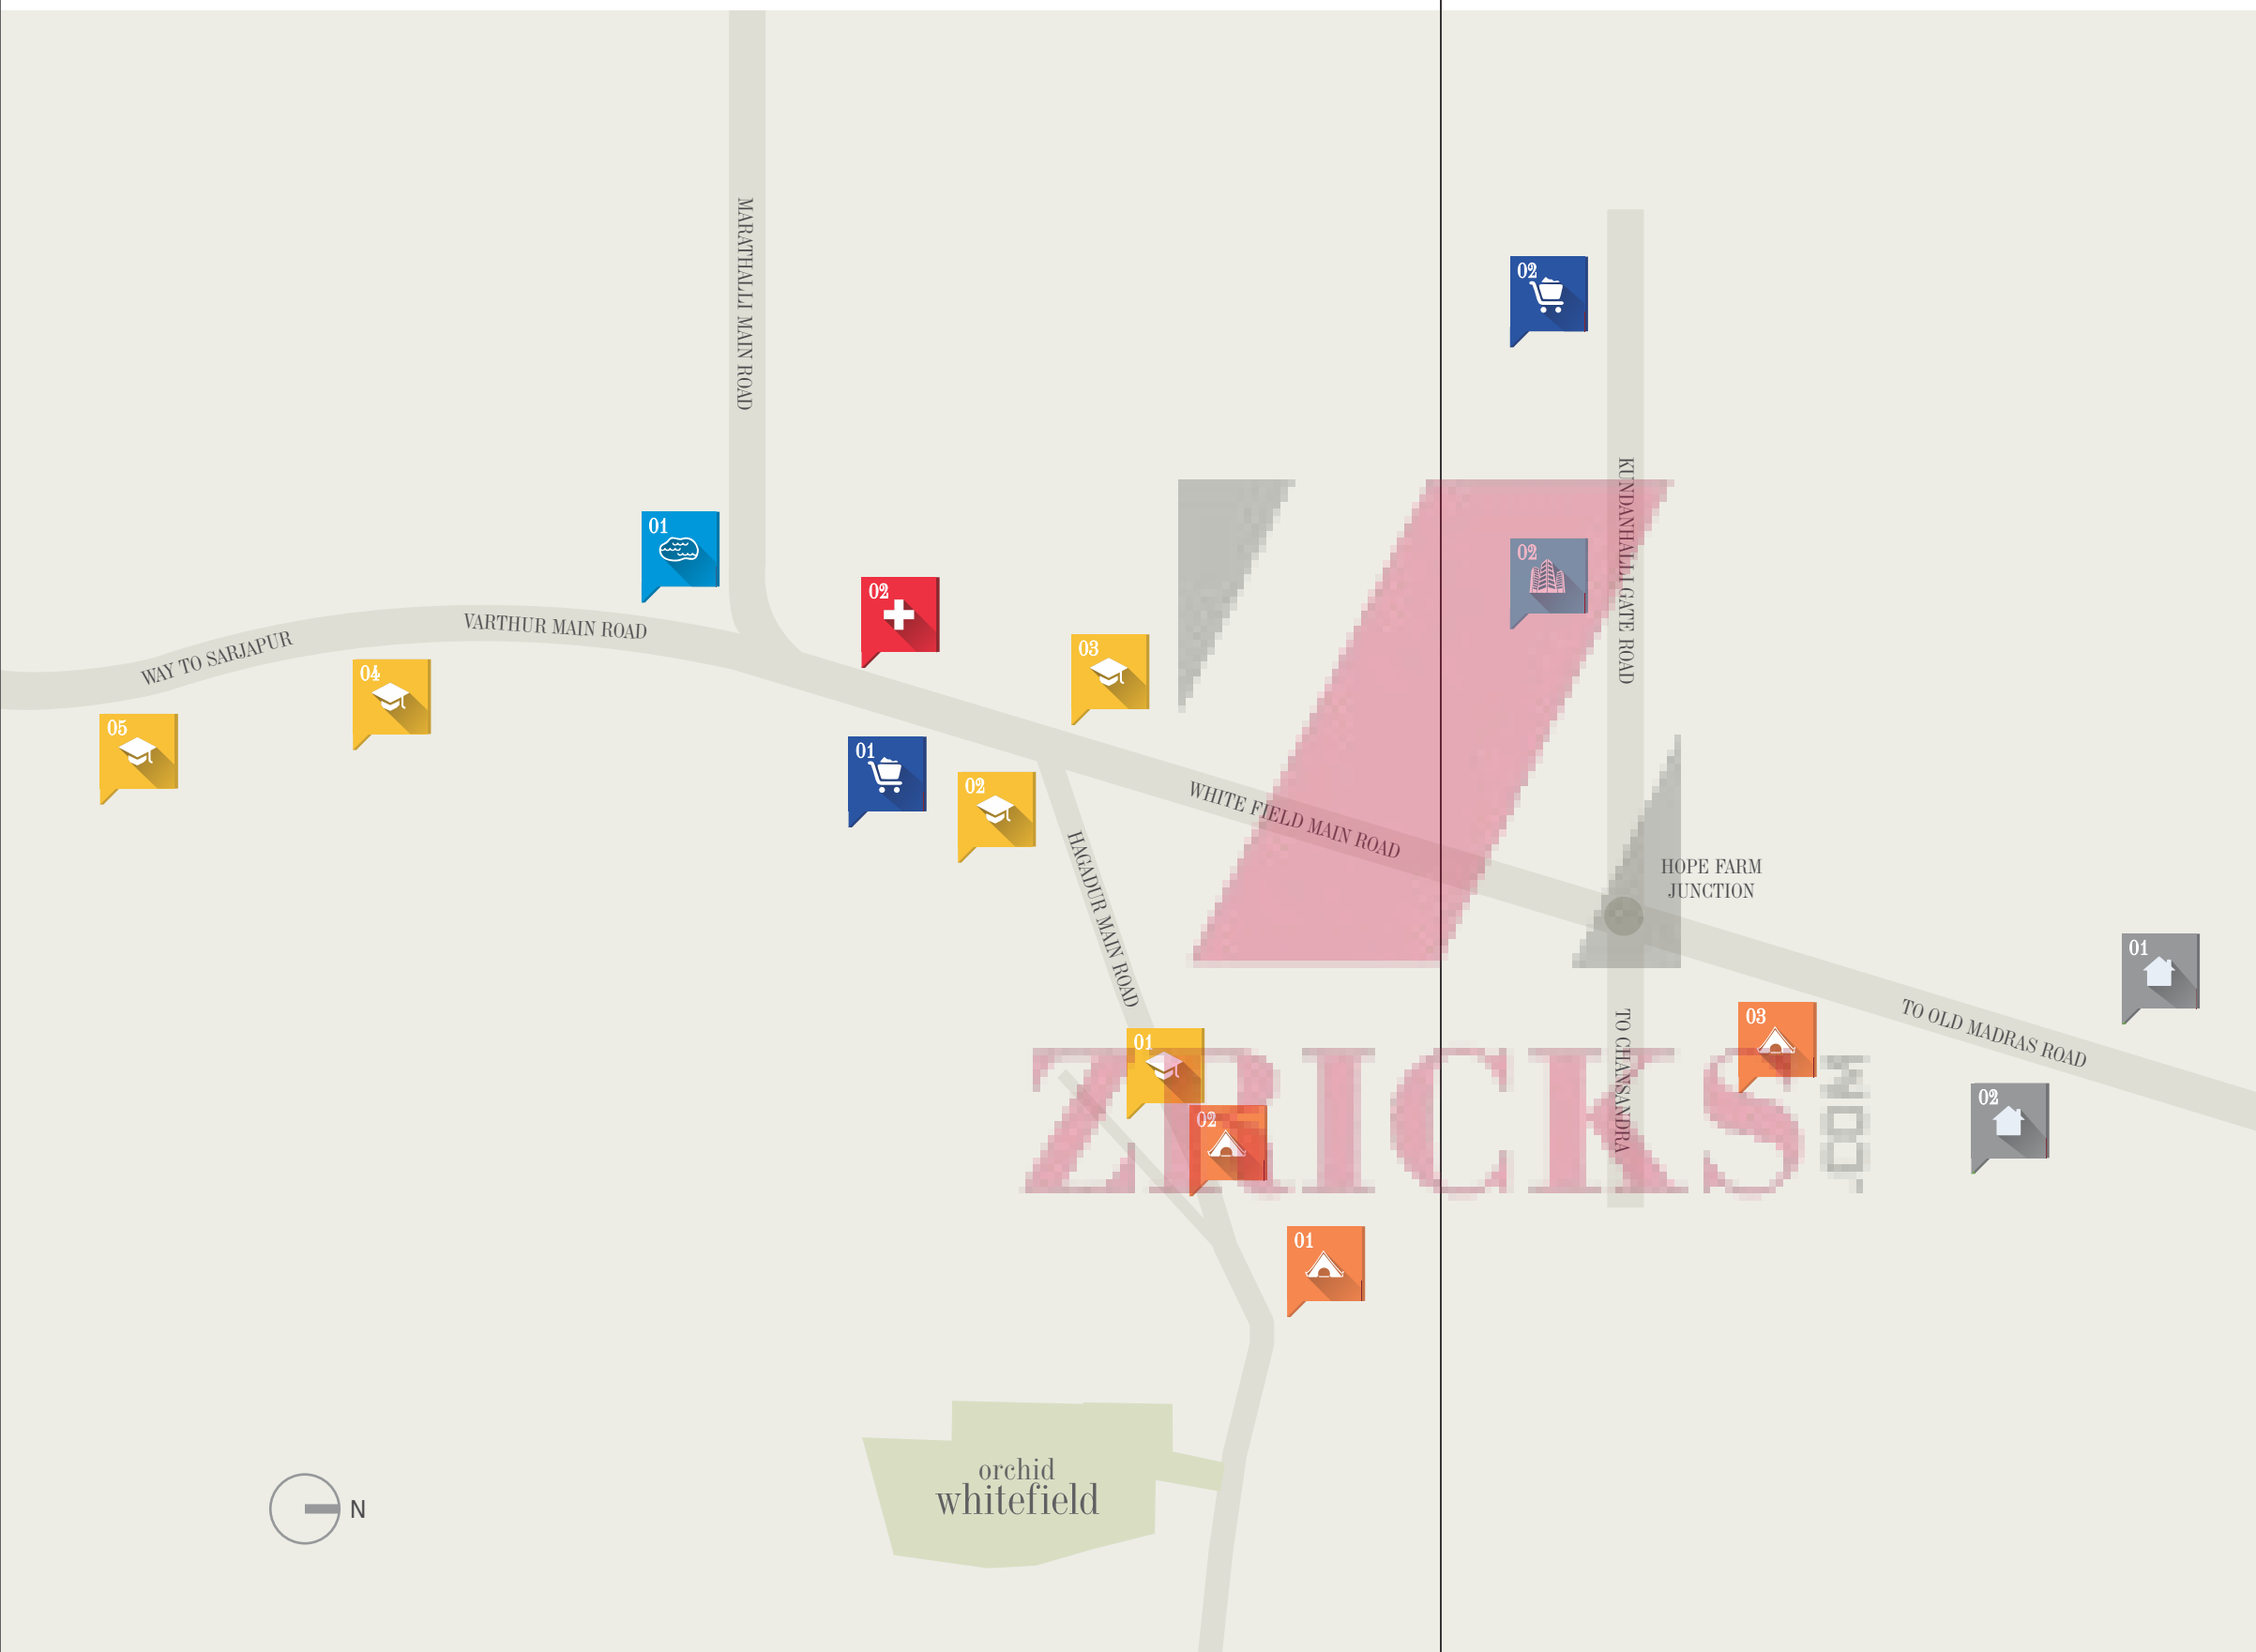 MARATHALLI MAIN ROAD
02
KUNDANHALLI GATE ROAD
01
02
02
03
VARTHUR MAIN ROAD
WAY TO SARJAPUR
04
05
01
02
WHITE FIELD MAIN ROAD
HAGADUR MAIN ROAD
HOPE FARM
JUNCTION
01
TO OLD MADRAS ROAD
03
TO CHANSANDRA
01
02
02
ZRICKS
.COM
01
orchid
whitefield
N